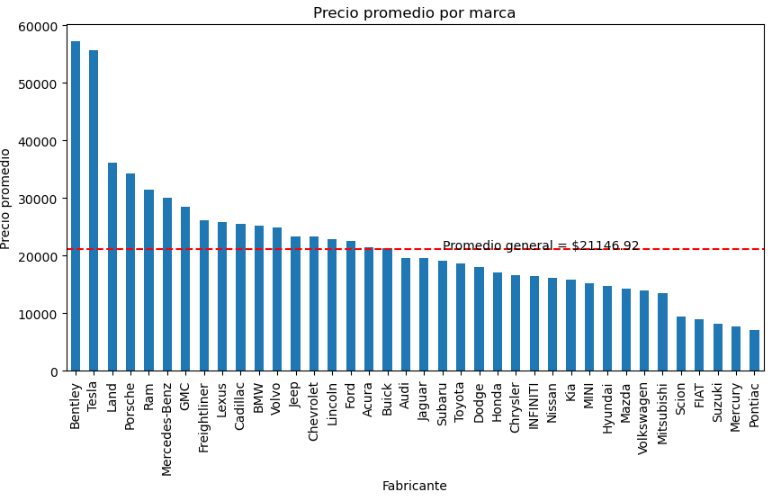 Precio promedio por marca
Precio promedio
60000
50000
40000
30000
20000
10000
0
Promedio general = $21146.92
Bentley
Tesla
Land
Porsche
Ram
Mercedes-Benz
GMC
Freightliner
Lexus
Cadillac
BMW
Volvo
Jeep
Chevrolet
Lincoln
Ford
Acura
Buick
Audi
Jaguar
Subaru
Toyota
Dodge
Honda
Chrysler
INFINITI
Nissan
Kia
MINI
Hyundai
Mazda
Volkswagen
Mitsubishi
Scion
FIAT
Suzuki
Mercury
Pontiac
Fabricante